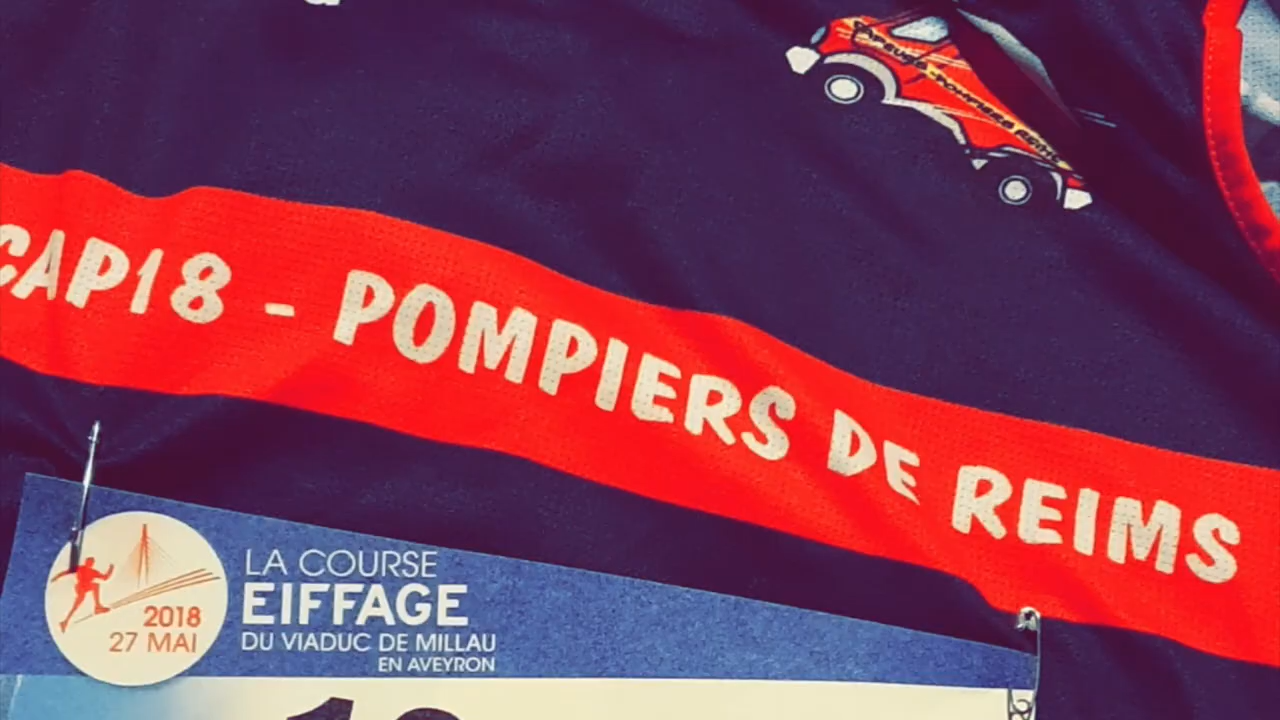 CAP18 - POMPIERS DE REIMS
LA COURSE
EIFFAGE
DU VIADUC DE MILLAU
EN AVEYRON
2018
27 MAI